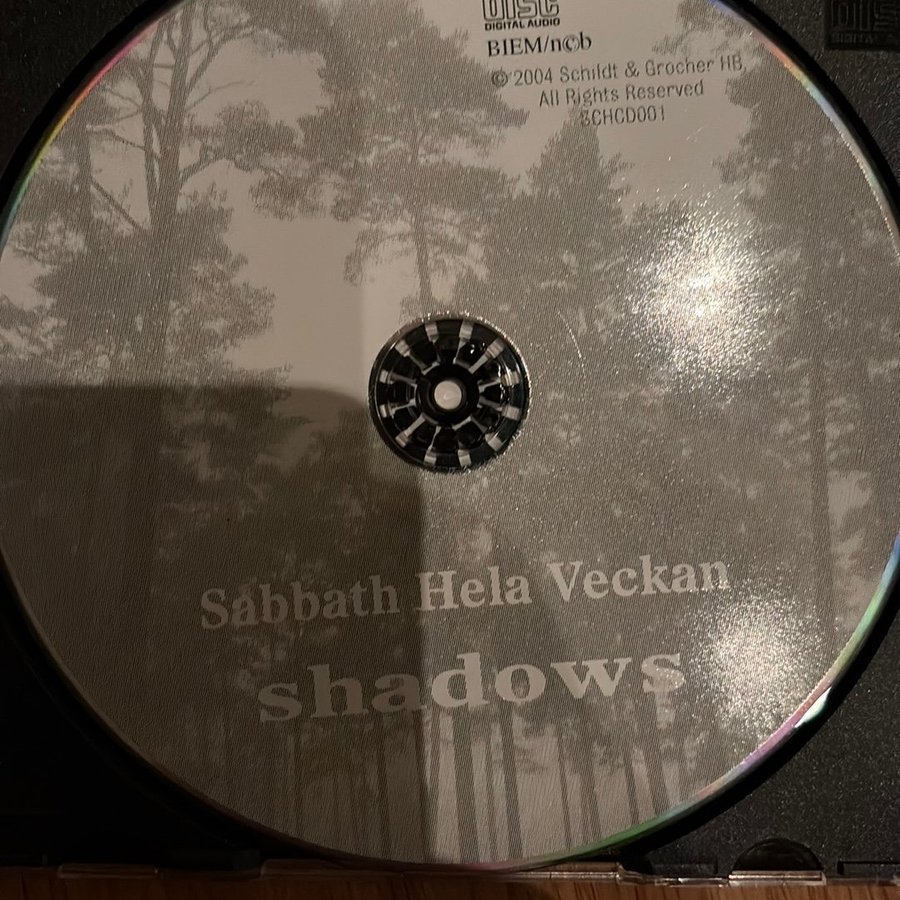 DISC
DIGITAL AUDIO
BIEM/n©b
© 2004 Schildt & Grocher HB
All Rights Reserved
SCHCD001
Sabbath Hela Veckan
shadows